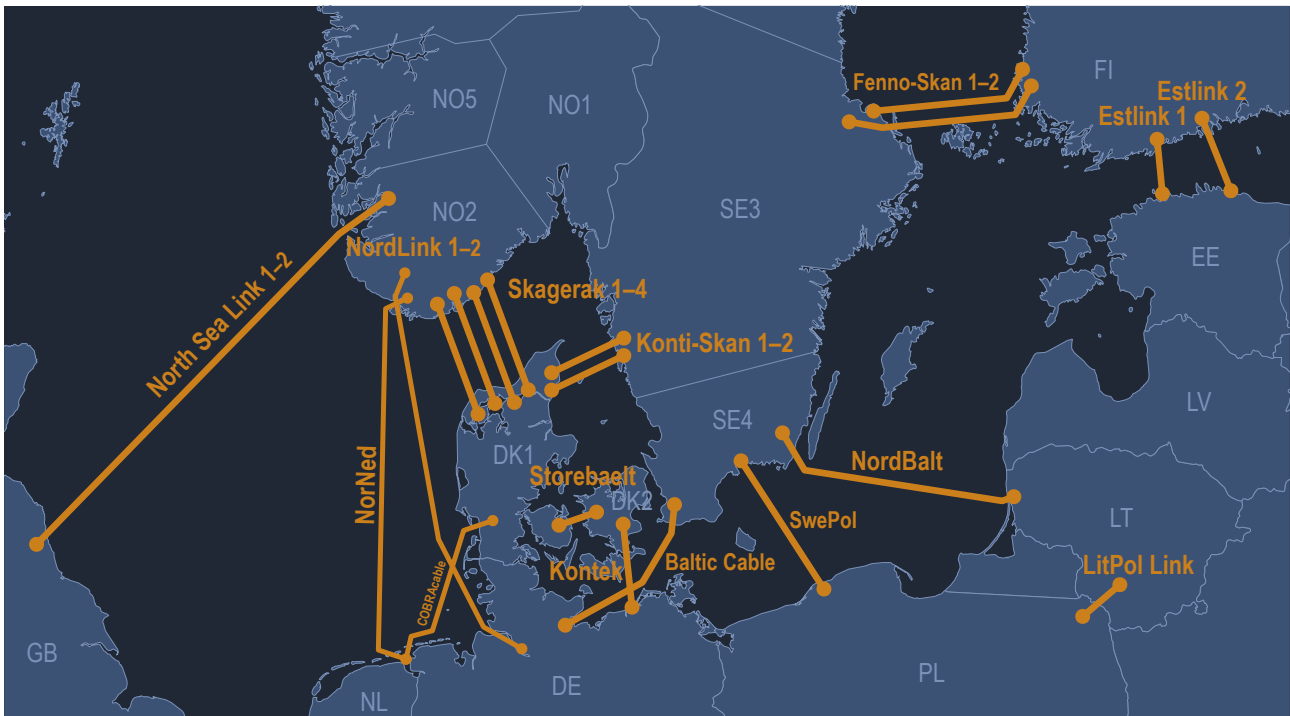 Fenno-Skan 1–2
FI
Estlink 2
Estlink 1
NO5
NO1
NO2
SE3
NordLink 1–2
EE
North Sea Link 1–2
Skagerak 1–4
Konti-Skan 1–2
LV
SE4
DK1
NordBalt
Storebaelt
DK2
NorNed
SwePol
LT
Kontek
Baltic Cable
LitPol Link
COBRAcable
GB
NL
DE
PL